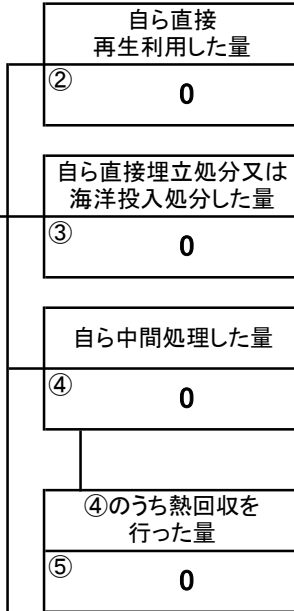 自ら直接
再生利用した量
②
0
自ら直接埋立処分又は
海洋投入処分した量
③
0
自ら中間処理した量
④
0
④のうち熱回収を
行った量
⑤
0